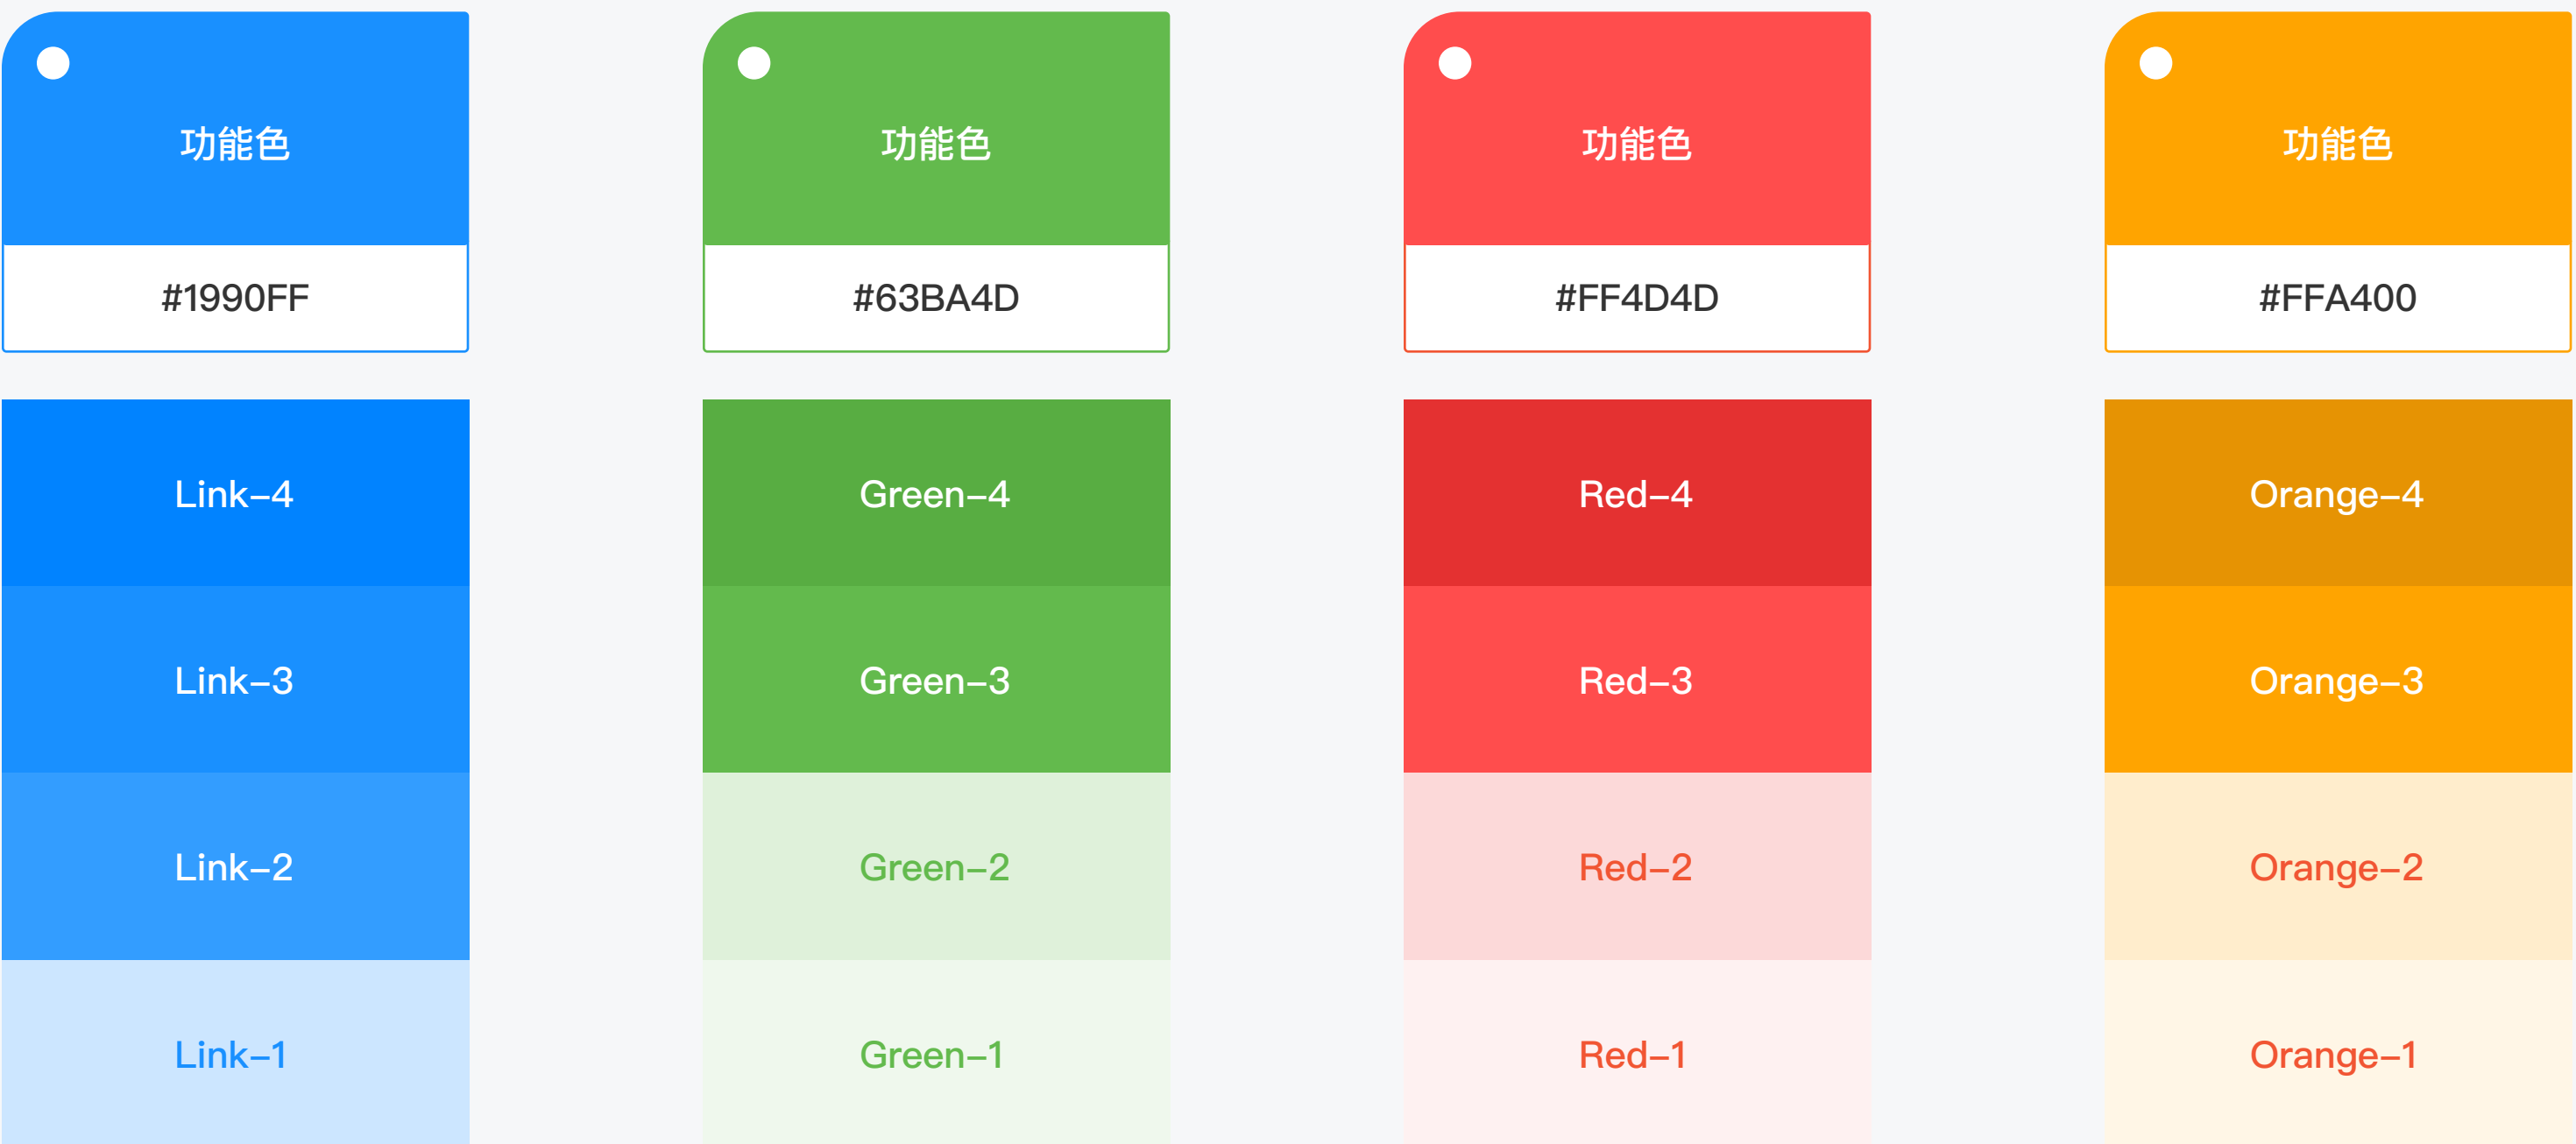 功能色
#1990FF
Link-4
Link-3
Link-2
Link-1
功能色
#63BA4D
Green-4
Green-3
Green-2
Green-1
功能色
#FF4D4D
Red-4
Red-3
Red-2
Red-1
功能色
#FFA400
Orange-4
Orange-3
Orange-2
Orange-1